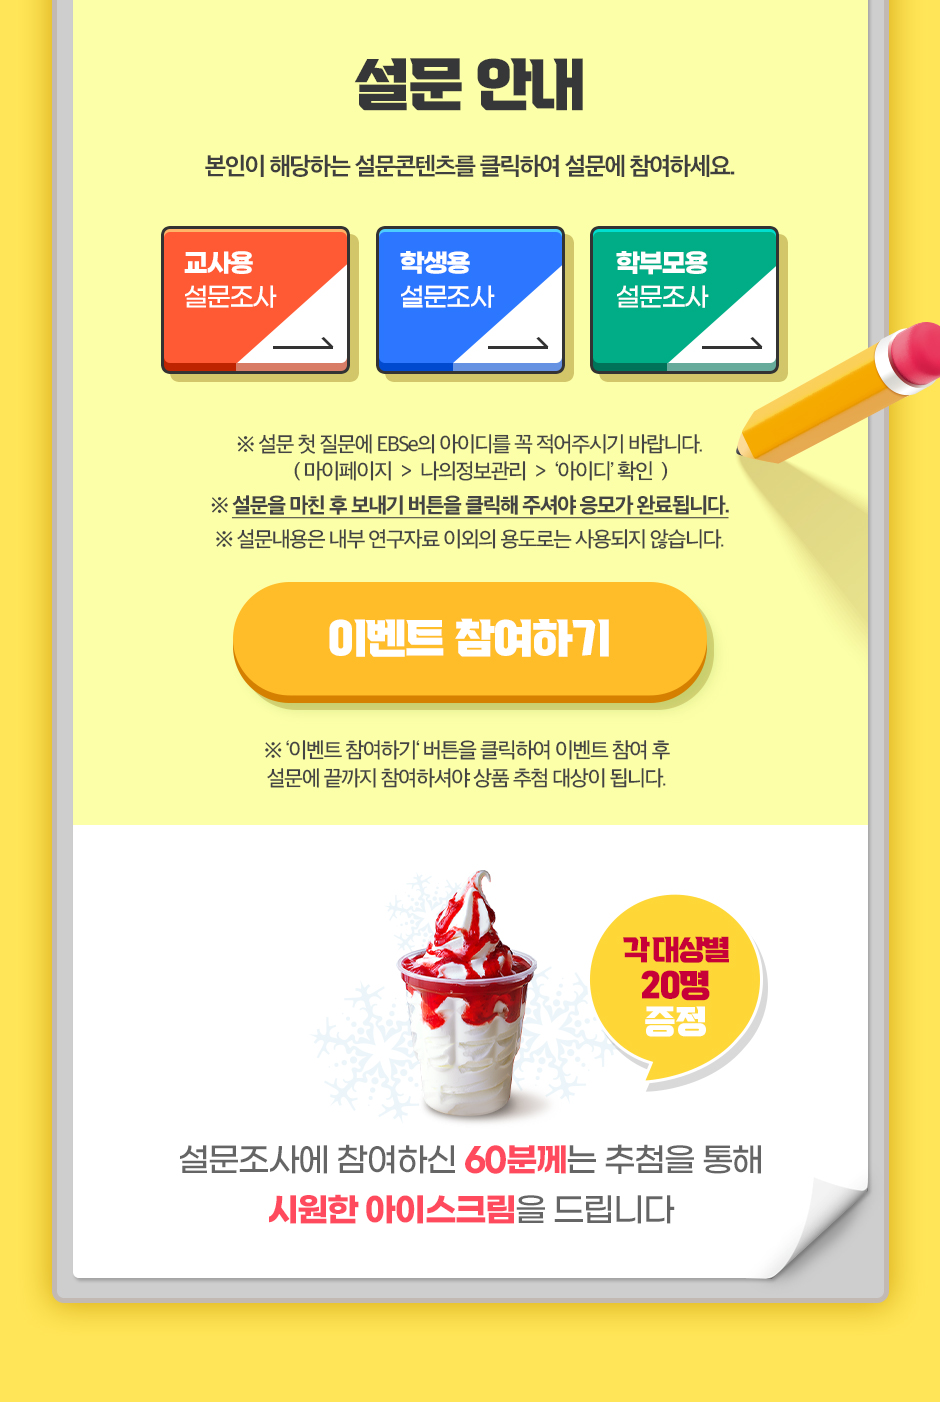 설문 안내
본인이 해당하는 설문콘텐츠를 클릭하여 설문에 참여하세요.
교사용
설문조사
학생용
설문조사
학부모용
설문조사
※ 설문 첫 질문에 EBSe의 아이디를 꼭 적어주시기 바랍니다.
( 마이페이지 > 나의정보관리 > ‘아이디’ 확인 )
※ 설문을 마친 후 보내기 버튼을 클릭해 주셔야 응모가 완료됩니다.
※ 설문내용은 내부 연구자료 이외의 용도로는 사용되지 않습니다.
이벤트 참여하기
※ ‘이벤트 참여하기‘ 버튼을 클릭하여 이벤트 참여 후
설문에 끝까지 참여하셔야 상품 추첨 대상이 됩니다.
각 대상별
20명
증정
설문조사에 참여하신 60분께는 추첨을 통해
시원한 아이스크림을 드립니다